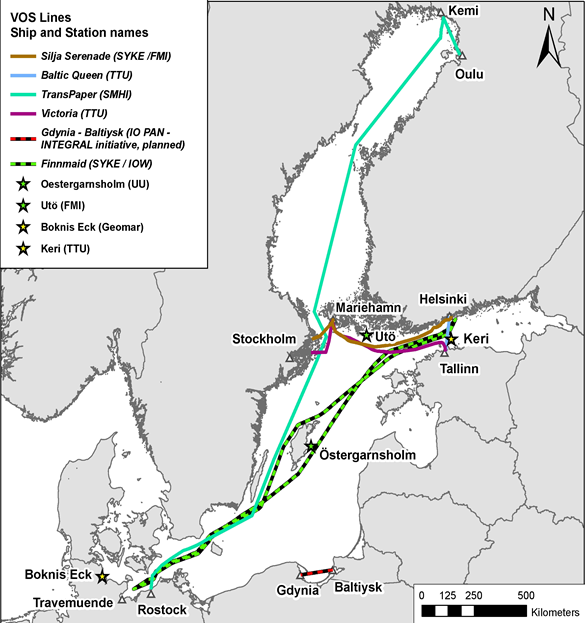 VOS Lines
Ship and Station names
Silja Serenade (SYKE /FMI)
Baltic Queen (TTU)
TransPaper (SMHI)
Victoria (TTU)
Gdynia - Baltiysk (IO PAN -
INTEGRAL initiative, planned)
Finnmaid (SYKE / IOW)
Oestergarnsholm (UU)
Utö (FMI)
Boknis Eck (Geomar)
Keri (TTU)
Kemi
N
Oulu
Mariehamn
Helsinki
Stockholm
Utö
Keri
Tallinn
Östergarnsholm
Boknis Eck
Travemuende
Rostock
Gdynia
Baltiysk
0 125 250 500
Kilometers